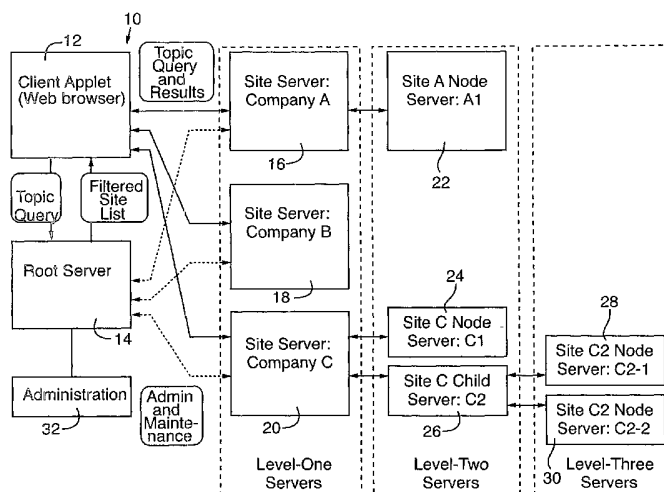 10
12
Client Applet
(Web browser)
Topic
Query
and
Results
Site Server:
Company A
16
Site A Node
Server: A1
22
Topic
Query
Filtered
Site
List
Site Server:
Company B
18
Root Server
14
24
Site C Node
Server: C1
Site Server:
Company C
20
Site C Child
Server: C2
26
28
Site C2 Node
Server: C2-1
Site C2 Node
Server: C2-2
30
Administration
32
Admin
and
Mainte-
nance
Level-One
Servers
Level-Two
Servers
Level-Three
Servers